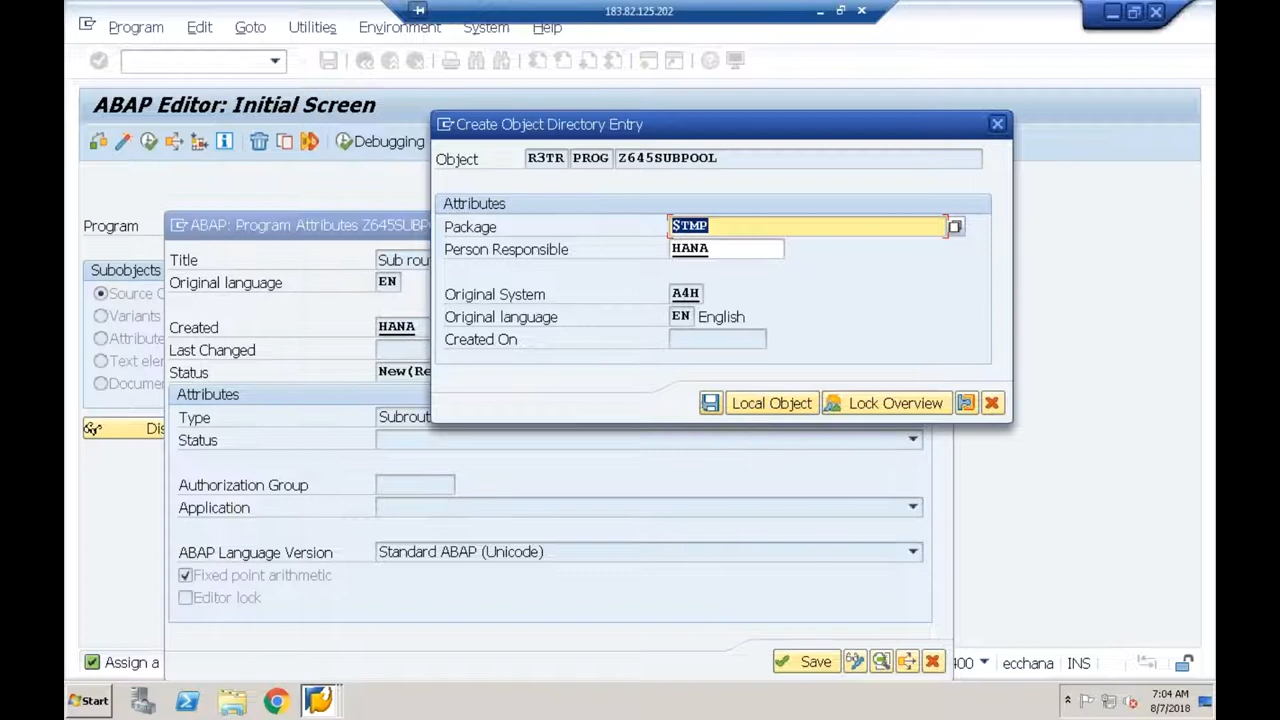 183.82.125.202
Program Edit Goto Utilities Environment System Help
ABAP Editor: Initial Screen
Debugging
Create Object Directory Entry
Object R3TR PROG Z645SUBPOOL
Attributes
Package $TMP
Person Responsible HANA
Original System A4H
Original language EN English
Created On
Local Object Lock Overview
Program
ABAP: Program Attributes Z645SUBP
Subobjects
Source C
Variants
Attribute
Text elem
Docume
Dis
Title Sub rou
Original language EN
Created HANA
Last Changed
Status New(Re
Attributes
Type Subrout
Status
Authorization Group
Application
ABAP Language Version Standard ABAP (Unicode)
Fixed point arithmetic
Editor lock
Save
Assign a
400 ecchana INS
Start
7:04 AM
8/7/2018